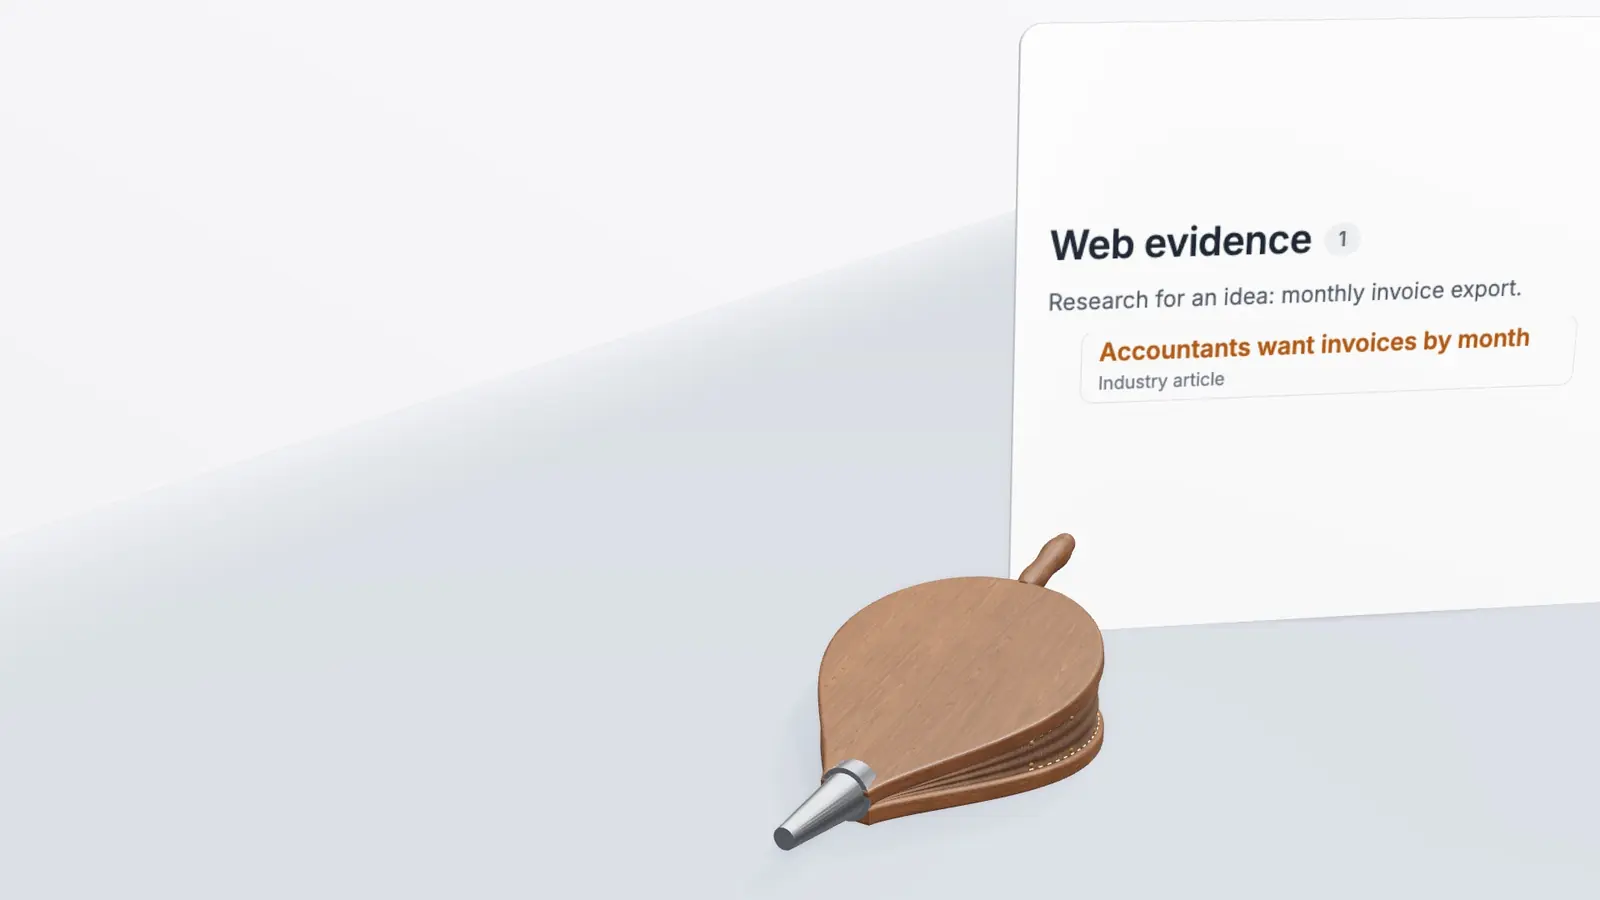 Web evidence 1
Research for an idea: monthly invoice export.
Accountants want invoices by month
Industry article